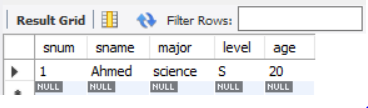 Result Grid Filter Rows:
snum sname major level age
1 Ahmed science S 20
NULL NULL NULL NULL NULL